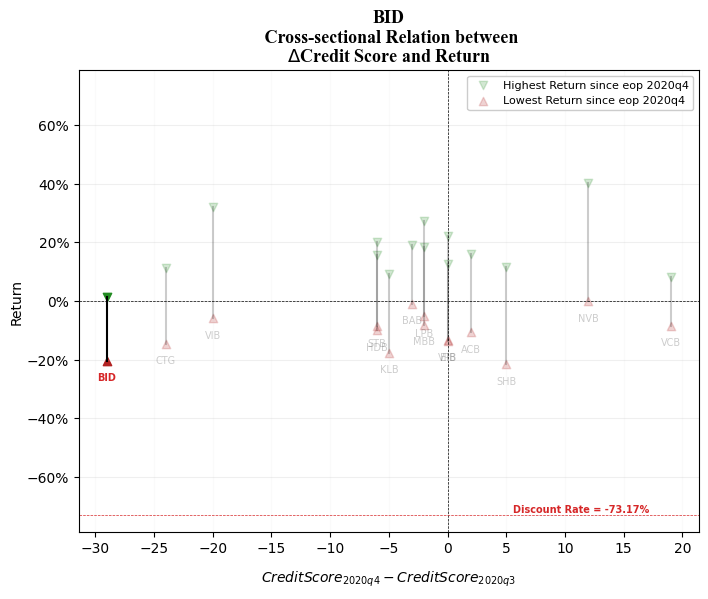 BID
Cross-sectional Relation between
ΔCredit Score and Return
Highest Return since eop 2020q4
Lowest Return since eop 2020q4
Return
60%
40%
20%
0%
−20%
−40%
−60%
BID
CTG
VIB
STB
HDB
KLB
BAB
LPB
MBB
ACB
SHB
NVB
VCB
Discount Rate = -73.17%
−30 −25 −20 −15 −10 −5 0 5 10 15 20
CreditScore2020q4 − CreditScore2020q3